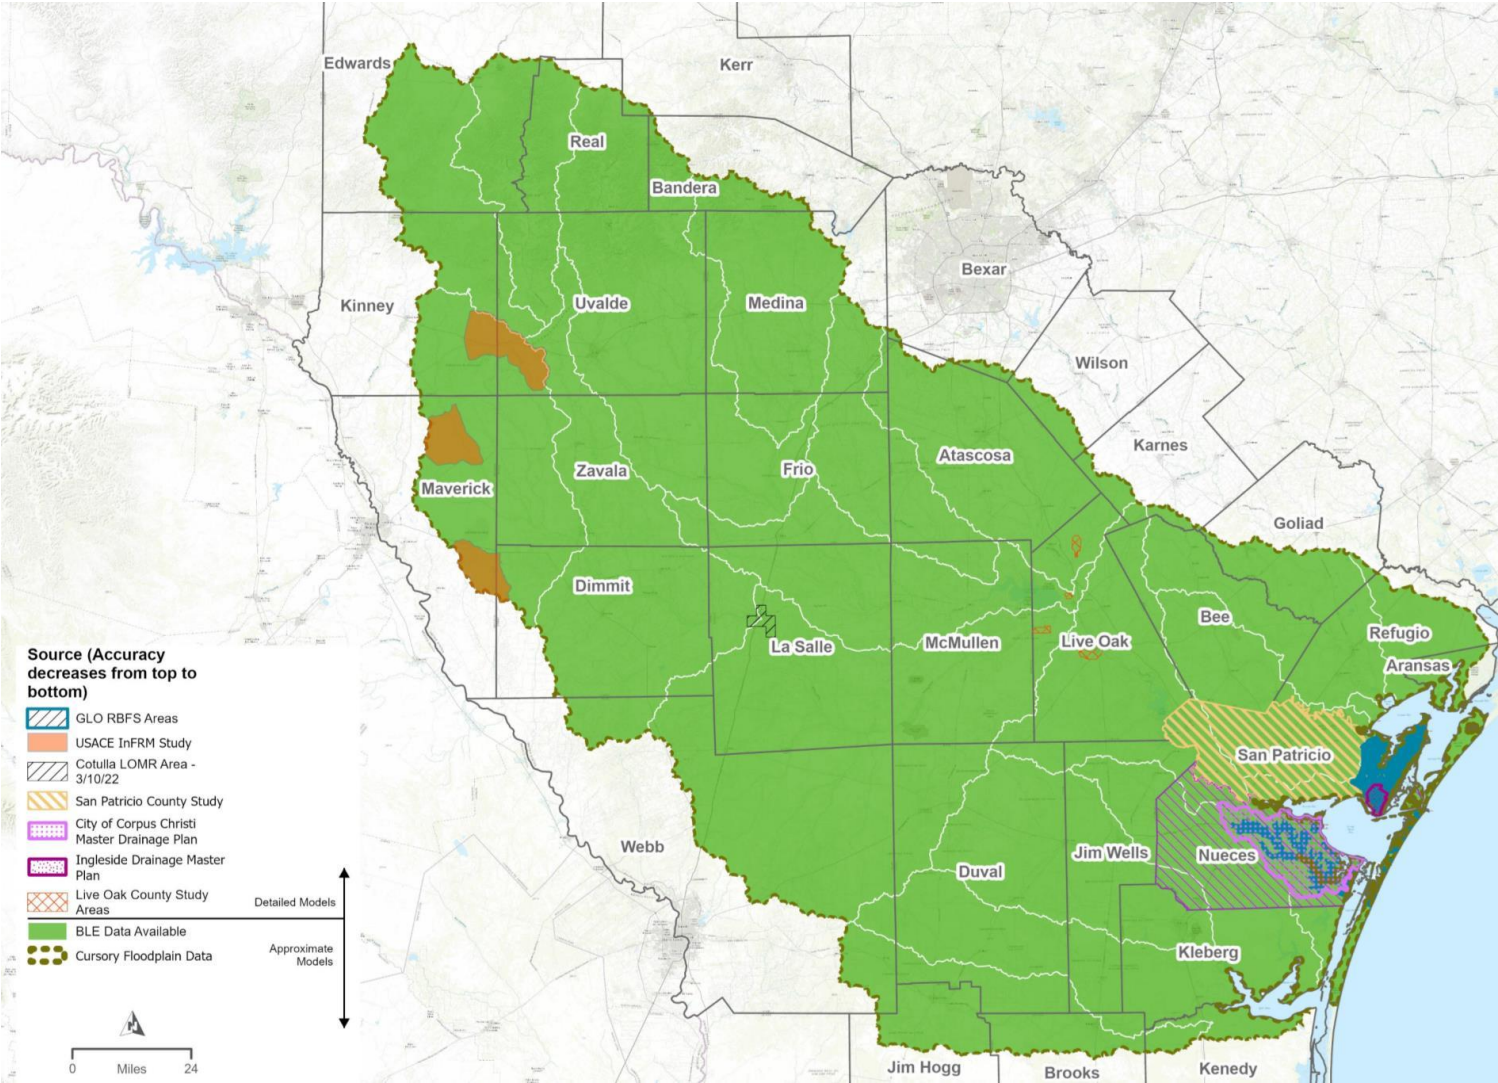 Edwards
Kerr
Real
Bandera
Bexar
Kinney
Uvalde
Medina
Wilson
Karnes
Atascosa
Zavala
Frio
Maverick
Goliad
Dimmit
Bee
Refugio
La Salle
McMullen
Live Oak
Aransas
San Patricio
Webb
Jim Wells
Nueces
Duval
Kleberg
Jim Hogg
Brooks
Kenedy
Source (Accuracy
decreases from top to
bottom)
GLO RBFS Areas
USACE InFRM Study
Cotulla LOMR Area -
3/10/22
San Patricio County Study
City of Corpus Christi
Master Drainage Plan
Ingleside Drainage Master
Plan
Live Oak County Study
Areas
Detailed Models
BLE Data Available
Cursory Floodplain Data
Approximate
Models
N
0 Miles 24